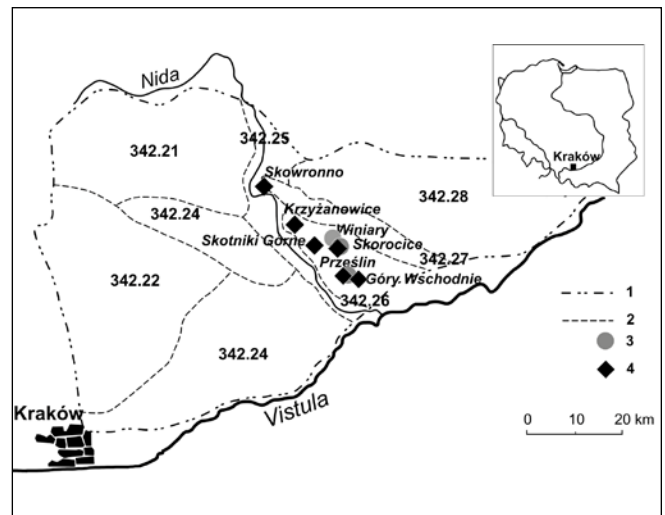 Nida
342.25
342.21
Skowronno
Kraków
342.28
342.24
Krzyżanowice
Winiary
Skotniki Górne
Skorocice
Prześlin
342.27
342.22
Góry. Wschodnie
342.26
1
2
3
4
342.24
Vistula
Kraków
0 10 20 km